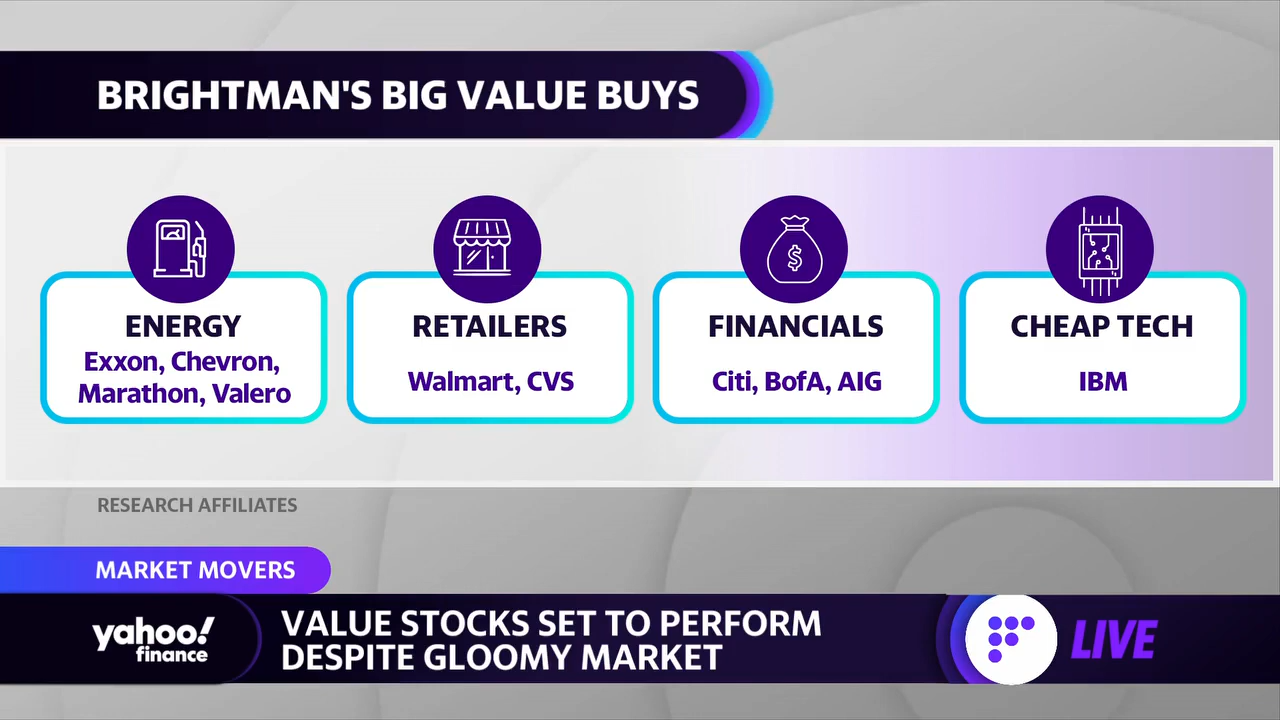 BRIGHTMAN'S BIG VALUE BUYS
ENERGY
Exxon, Chevron,
Marathon, Valero
RETAILERS
Walmart, CVS
$
FINANCIALS
Citi, BofA, AIG
CHEAP TECH
IBM
RESEARCH AFFILIATES
MARKET MOVERS
yahoo!
finance
VALUE STOCKS SET TO PERFORM
DESPITE GLOOMY MARKET
LIVE